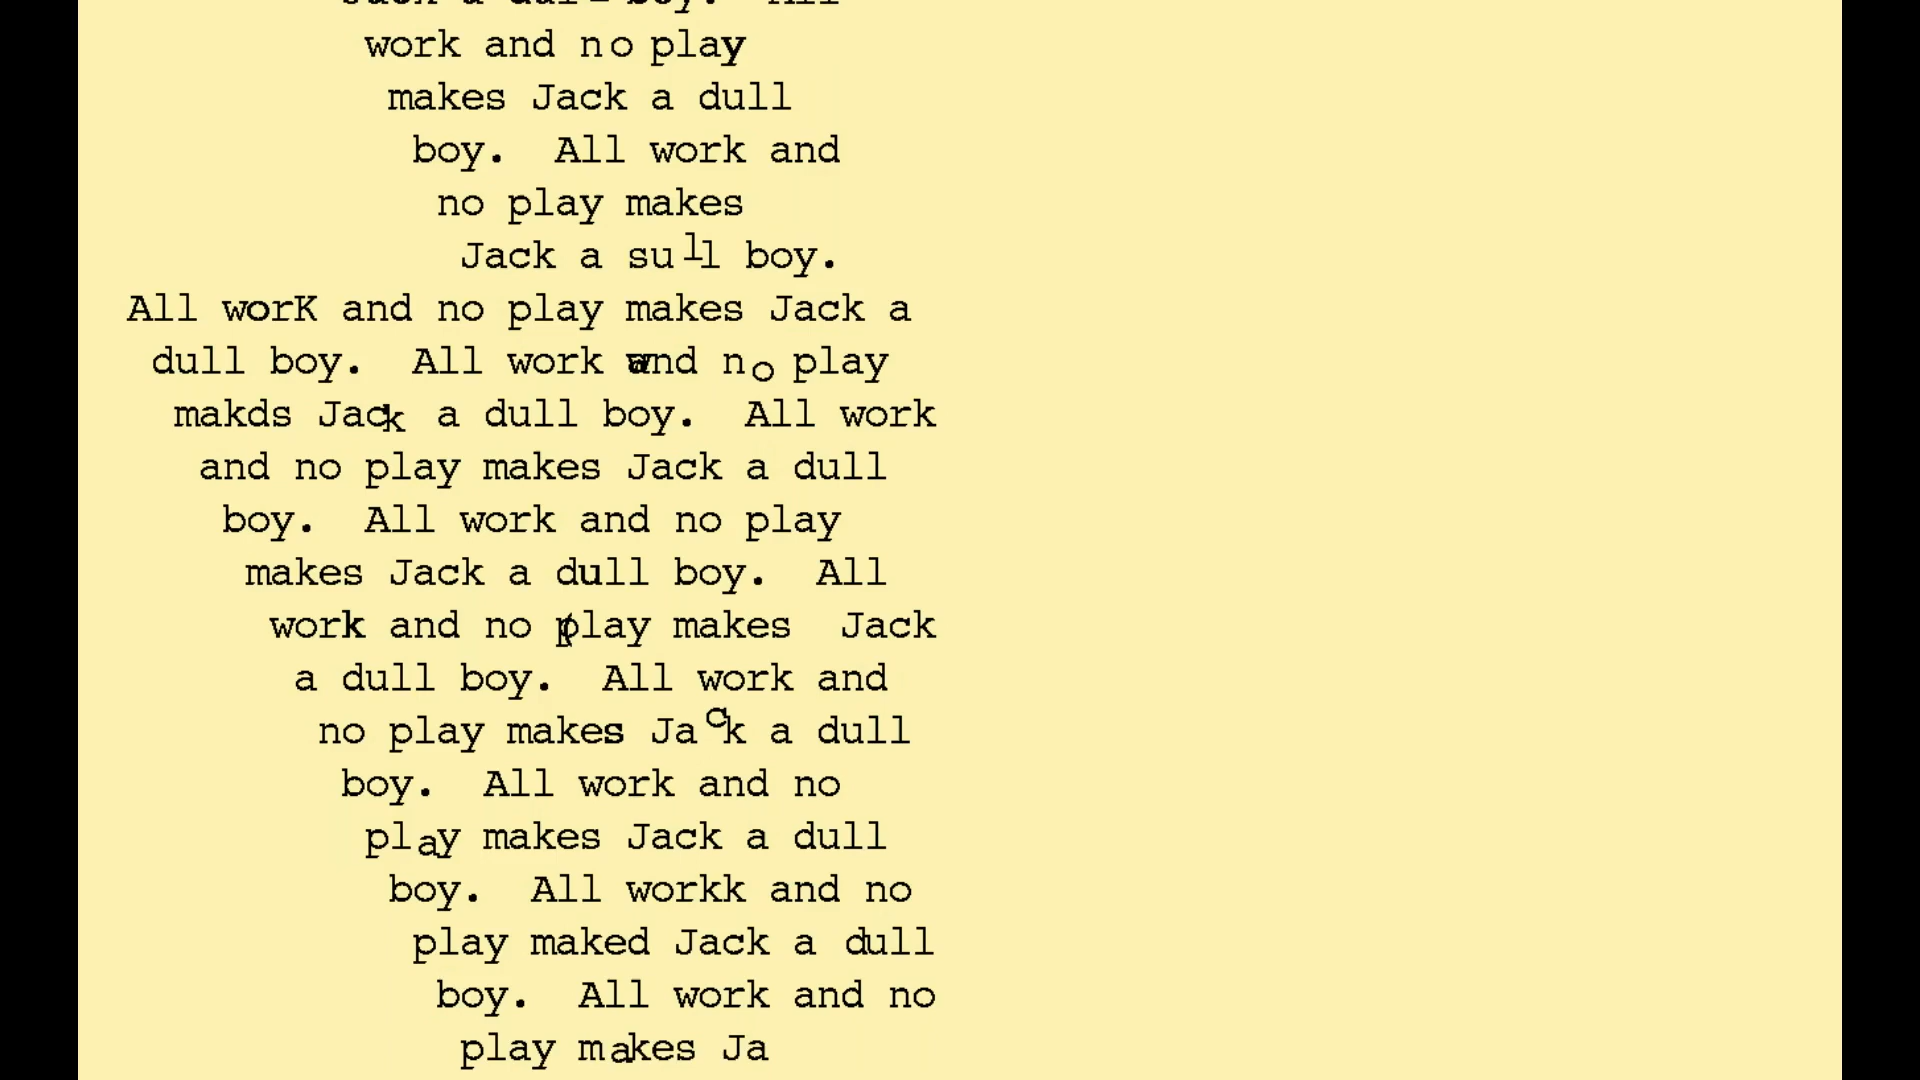 a dull boy.  All
work and no play
makes Jack a dull
boy.  All work and
no play makes
Jack a sull boy.
All worK and no play makes Jack a
dull boy.  All work and no play
makds Jack a dull boy.  All work
and no play makes Jack a dull
boy.  All work and no play
makes Jack a dull boy.  All
work and no play makes  Jack
a dull boy.  All work and
no play makes Jack a dull
boy.  All work and no
play makes Jack a dull
boy.  All workk and no
play maked Jack a dull
boy.  All work and no
play makes Ja